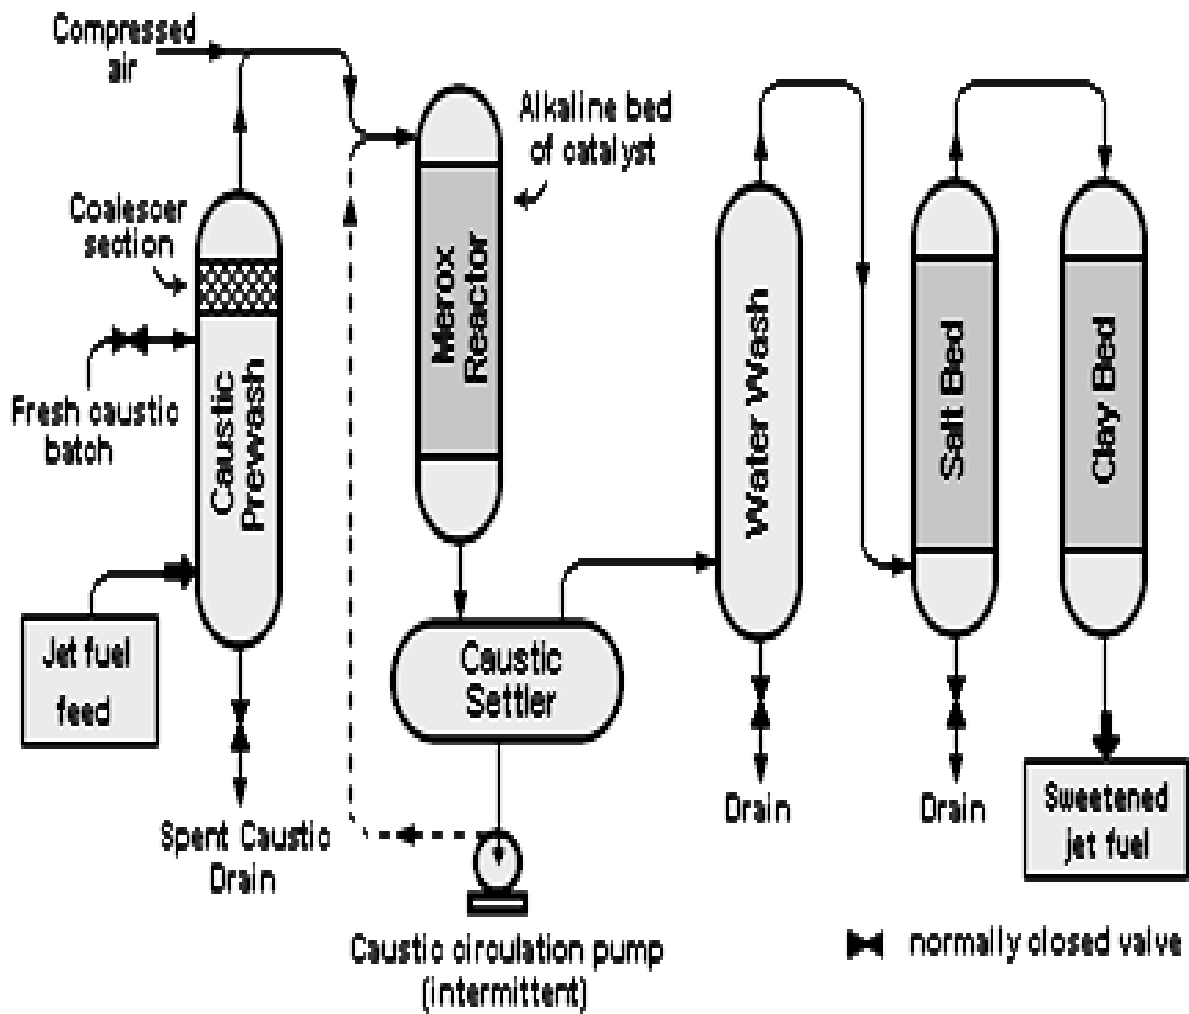 Compressed
air
Alkaline bed
of catalyst
Coalescer
section
Merox
Reactor
Fresh caustic
batch
Caustic
Prewash
Water Wash
Salt Bed
Clay Bed
Jet fuel
feed
Caustic
Settler
Spent Caustic
Drain
Drain
Drain
Sweetened
jet fuel
Caustic circulation pump
(intermittent)
normally closed valve